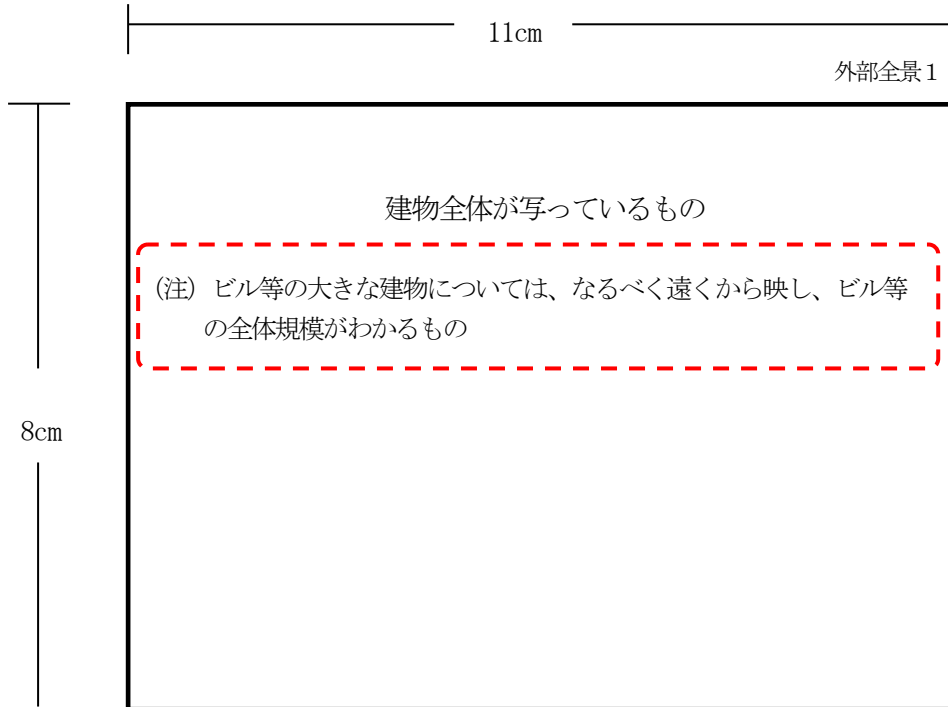 11cm
外部全景１
建物全体が写っているもの
(注) ビル等の大きな建物については、なるべく遠くから映し、ビル等
の全体規模がわかるもの
8cm